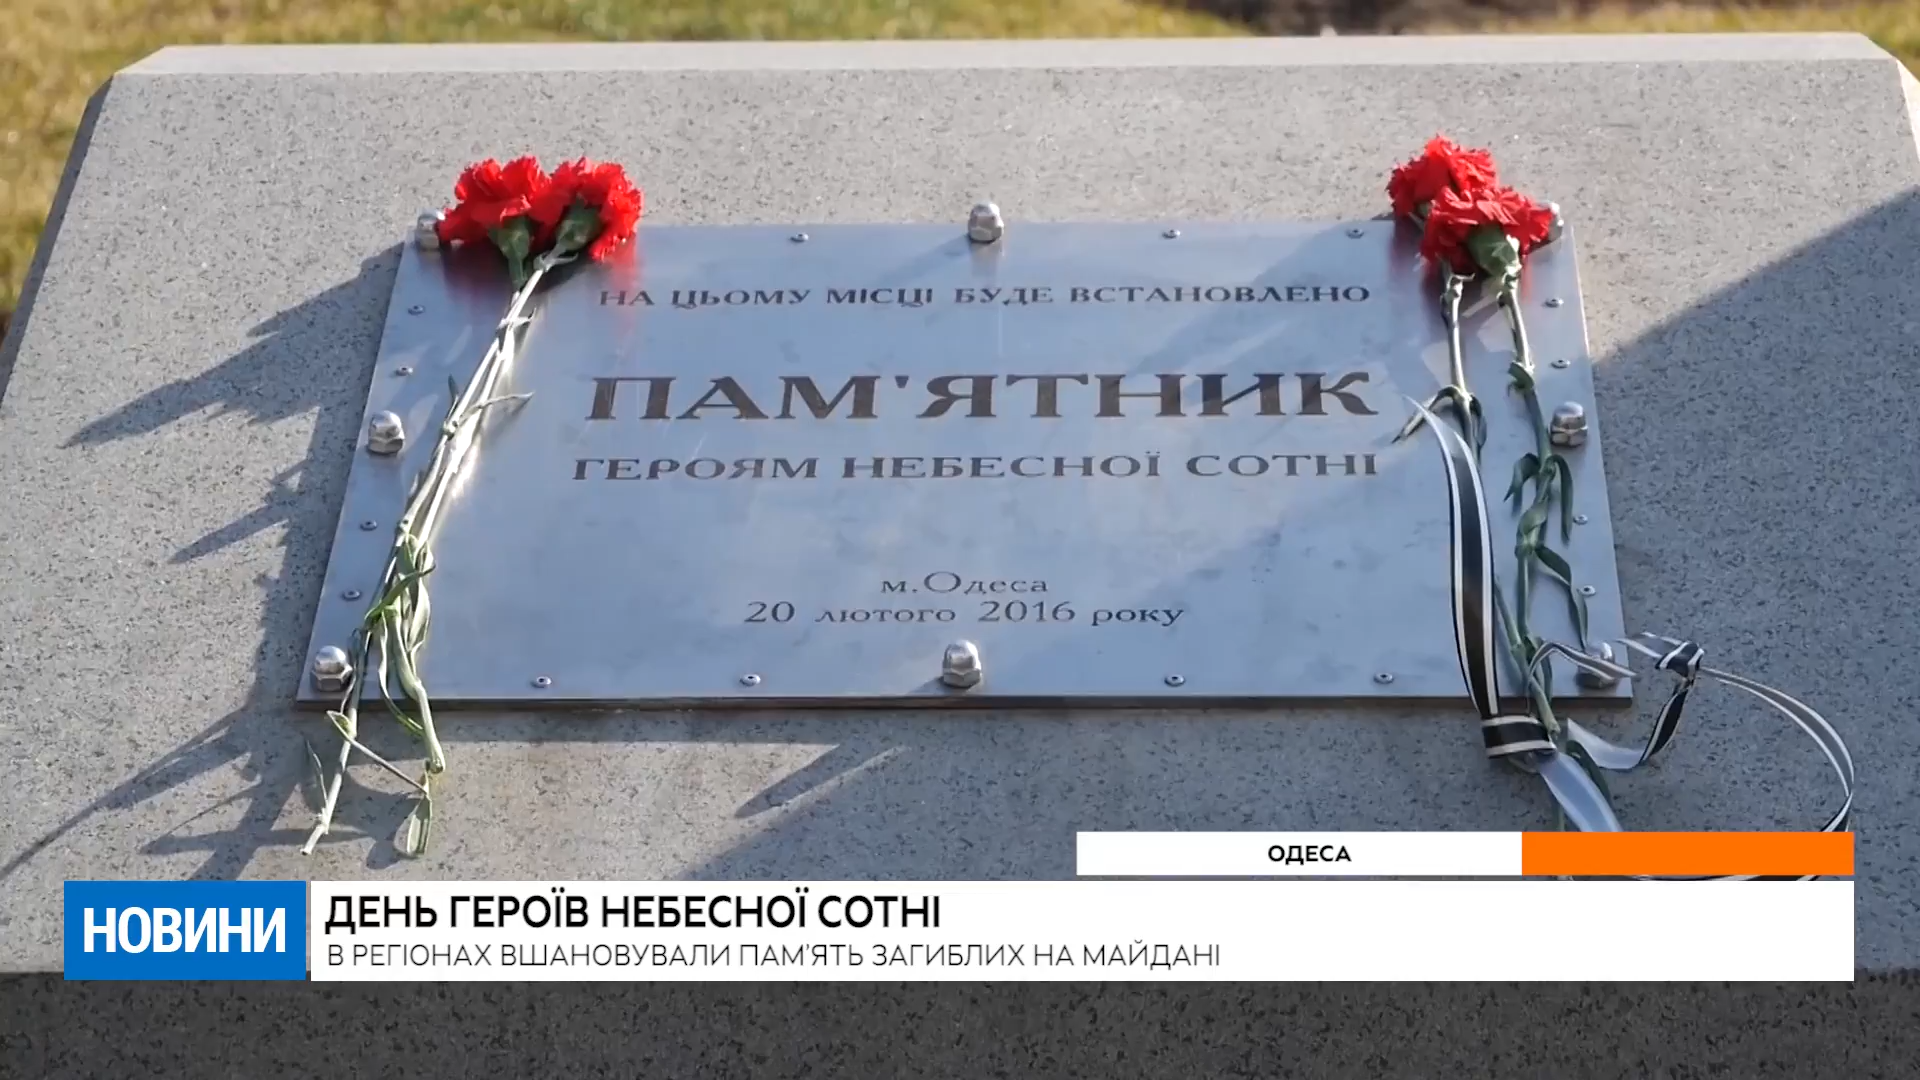 НА ЦЬОМУ МІСЦІ БУДЕ ВСТАНОВЛЕНО
ПАМ'ЯТНИК
ГЕРОЯМ НЕБЕСНОЇ СОТНІ
м.Одеса
20 лютого 2016 року
ОДЕСА
НОВИНИ
ДЕНЬ ГЕРОЇВ НЕБЕСНОЇ СОТНІ
В РЕГІОНАХ ВШАНОВУВАЛИ ПАМ'ЯТЬ ЗАГИБЛИХ НА МАЙДАНІ